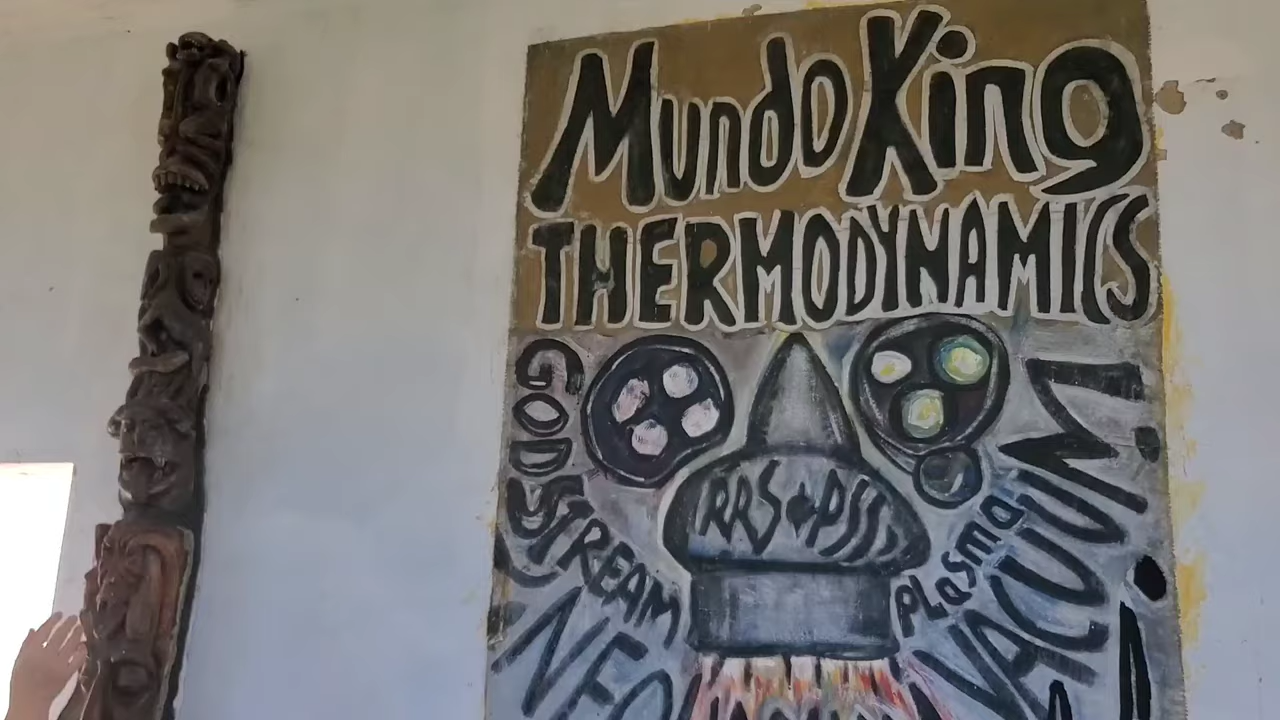 MundoKing
THERMODYNAMICS
GODSTREAM
RRS+PSS
PLasma
VACUUM